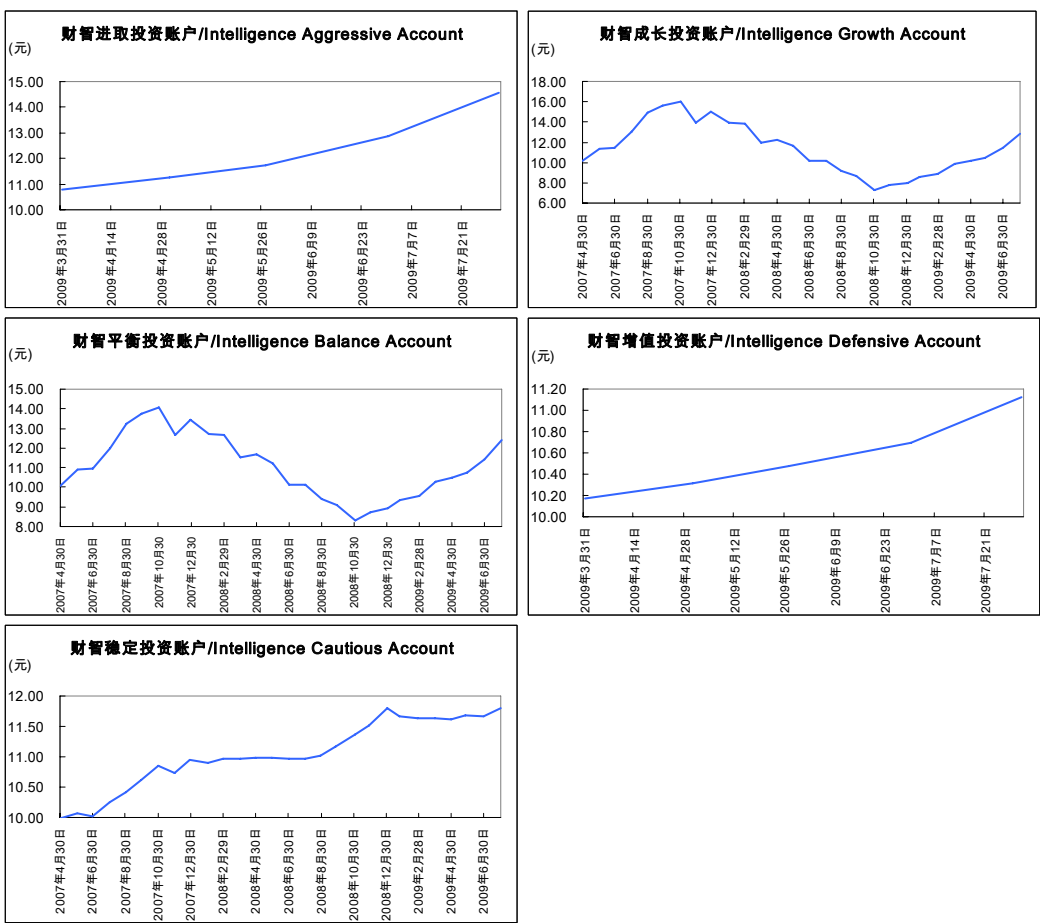 财智进取投资账户/Intelligence Aggressive Account
(元)
15.00
14.00
13.00
12.00
11.00
10.00
2009年3月31日
2009年4月14日
2009年4月28日
2009年5月12日
2009年5月26日
2009年6月9日
2009年6月23日
2009年7月7日
2009年7月21日
财智成长投资账户/Intelligence Growth Account
(元)
18.00
16.00
14.00
12.00
10.00
8.00
6.00
2007年4月30日
2007年6月30日
2007年8月30日
2007年10月30日
2007年12月30日
2008年2月29日
2008年4月30日
2008年6月30日
2008年8月30日
2008年10月30日
2008年12月30日
2009年2月28日
2009年4月30日
2009年6月30日
财智平衡投资账户/Intelligence Balance Account
(元)
15.00
14.00
13.00
12.00
11.00
10.00
9.00
8.00
2007年4月30日
2007年6月30日
2007年8月30日
2007年10月30
2007年12月30日
2008年2月29日
2008年4月30日
2008年6月30日
2008年8月30日
2008年10月30
2008年12月30日
2009年2月28日
2009年4月30日
2009年6月30日
财智增值投资账户/Intelligence Defensive Account
(元)
11.20
11.00
10.80
10.60
10.40
10.20
10.00
2009年3月31日
2009年4月14日
2009年4月28日
2009年5月12日
2009年5月26日
2009年6月9日
2009年6月23日
2009年7月7日
2009年7月21日
财智稳定投资账户/Intelligence Cautious Account
(元)
12.00
11.50
11.00
10.50
10.00
2007年4月30日
2007年6月30日
2007年8月30日
2007年10月30日
2007年12月30日
2008年2月29日
2008年4月30日
2008年6月30日
2008年8月30日
2008年10月30日
2008年12月30日
2009年2月28日
2009年4月30日
2009年6月30日